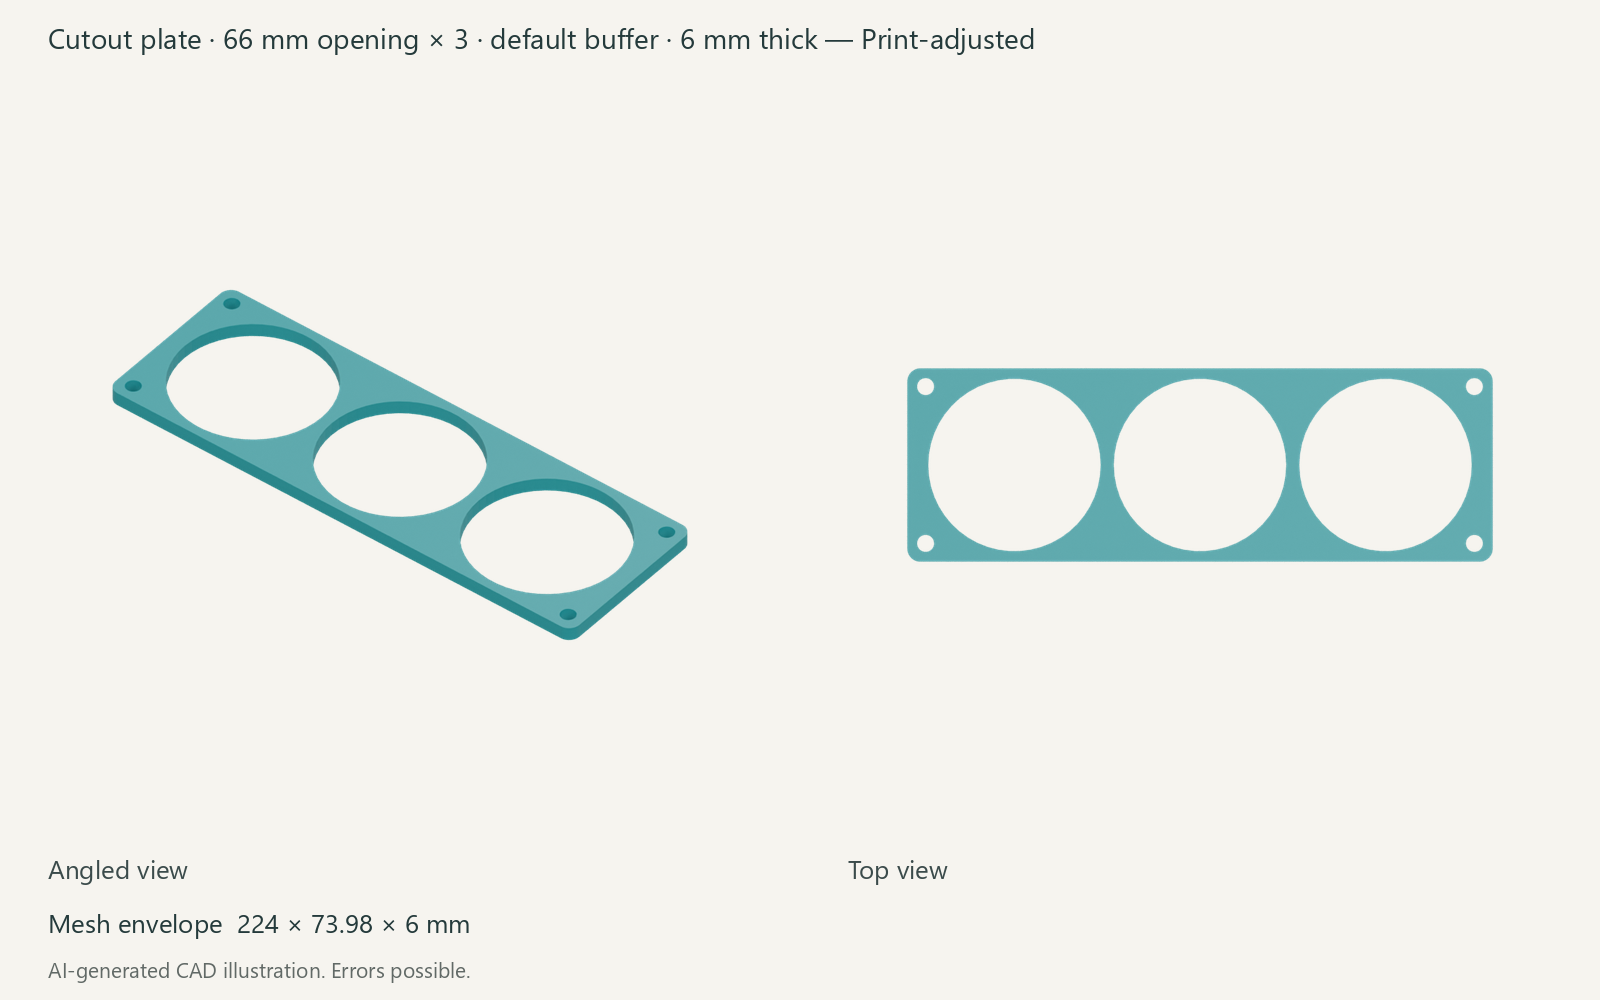 Cutout plate · 66 mm opening × 3 · default buffer · 6 mm thick — Print-adjusted
Angled view
Top view
Mesh envelope 224 × 73.98 × 6 mm
AI-generated CAD illustration. Errors possible.